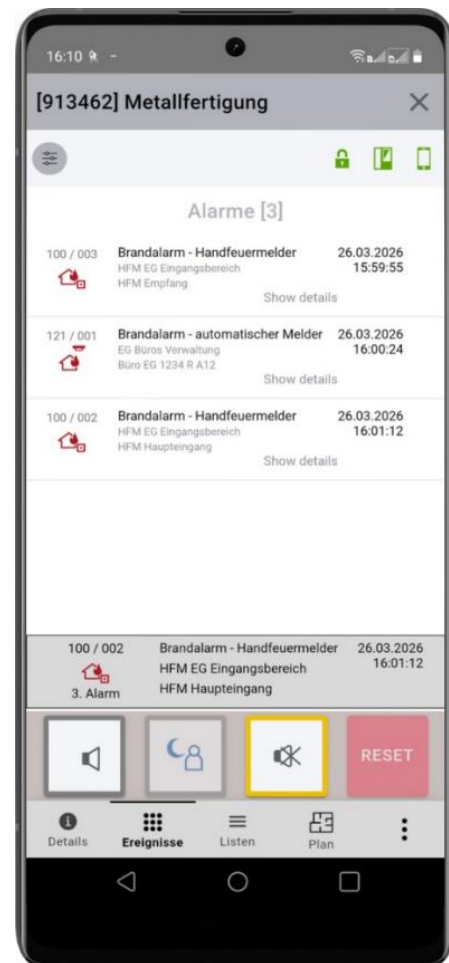 16:10
[913462] Metallfertigung
Alarme [3]
100 / 003 Brandalarm - Handfeuermelder 26.03.2026
HFM EG Eingangsbereich 15:59:55
HFM Empfang
Show details
121 / 001 Brandalarm - automatischer Melder 26.03.2026
EG Büros Verwaltung 16:00:24
Büro EG 1234 R A12
Show details
100 / 002 Brandalarm - Handfeuermelder 26.03.2026
HFM EG Eingangsbereich 16:01:12
HFM Haupteingang
Show details
100 / 002 Brandalarm - Handfeuermelder 26.03.2026
HFM EG Eingangsbereich 16:01:12
3. Alarm HFM Haupteingang
RESET
Details Ereignisse Listen Plan